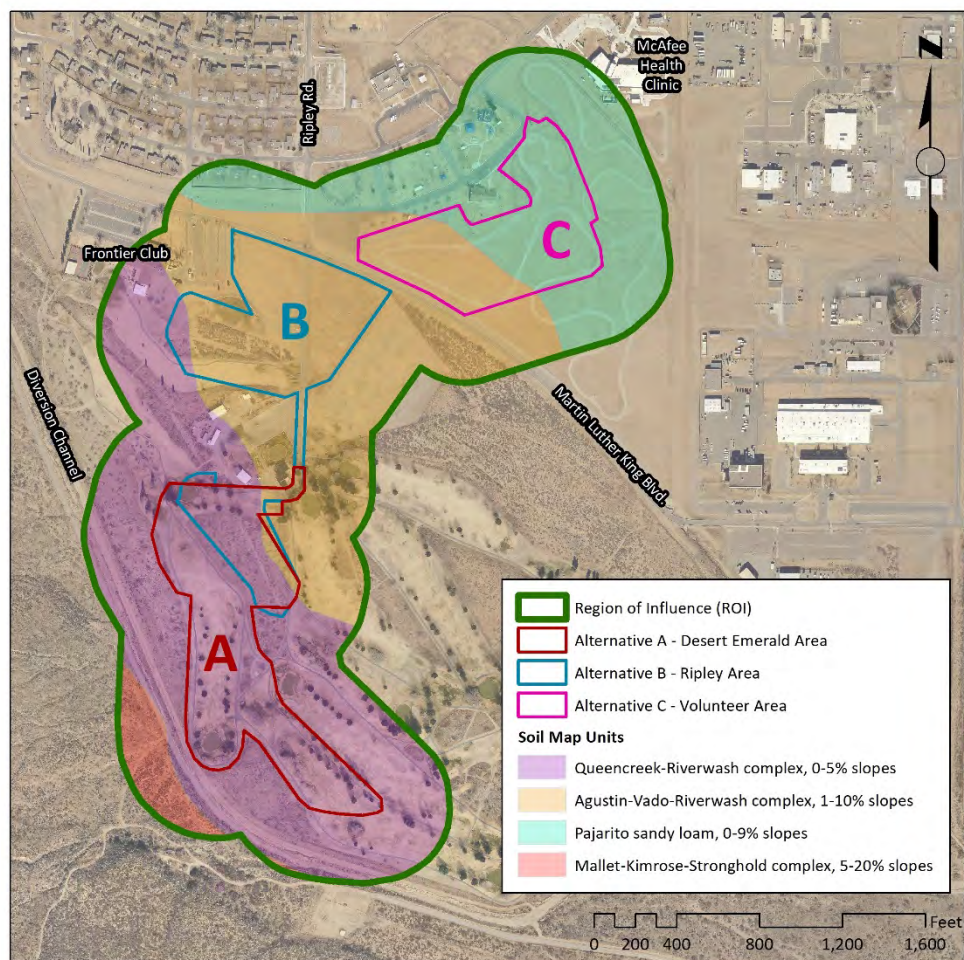 McAfee
Health
Clinic
N
Ripley Rd.
Frontier Club
C
B
Diversion Channel
Martin Luther King Blvd.
A
Region of Influence (ROI)
Alternative A - Desert Emerald Area
Alternative B - Ripley Area
Alternative C - Volunteer Area
Soil Map Units
Queencreek-Riverwash complex, 0-5% slopes
Agustin-Vado-Riverwash complex, 1-10% slopes
Pajarito sandy loam, 0-9% slopes
Mallet-Kimrose-Stronghold complex, 5-20% slopes
Feet
0 200 400 800 1,200 1,600